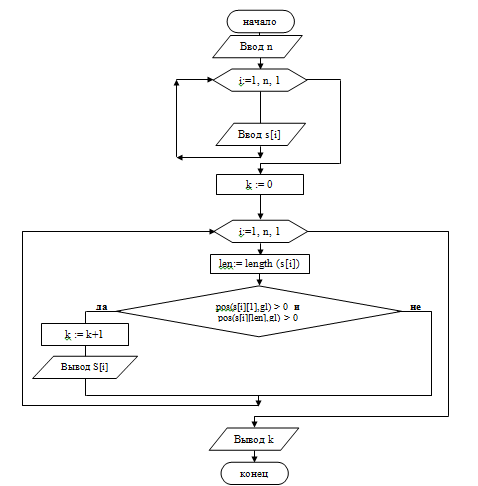 начало
Ввод n
i:=1, n, 1
Ввод s[i]
k := 0
i:=1, n, 1
len:= length (s[i])
да
pos(s[i][1],gl) > 0 и
pos(s[i][len],gl) > 0
не
k := k+1
Вывод S[i]
Вывод k
конец